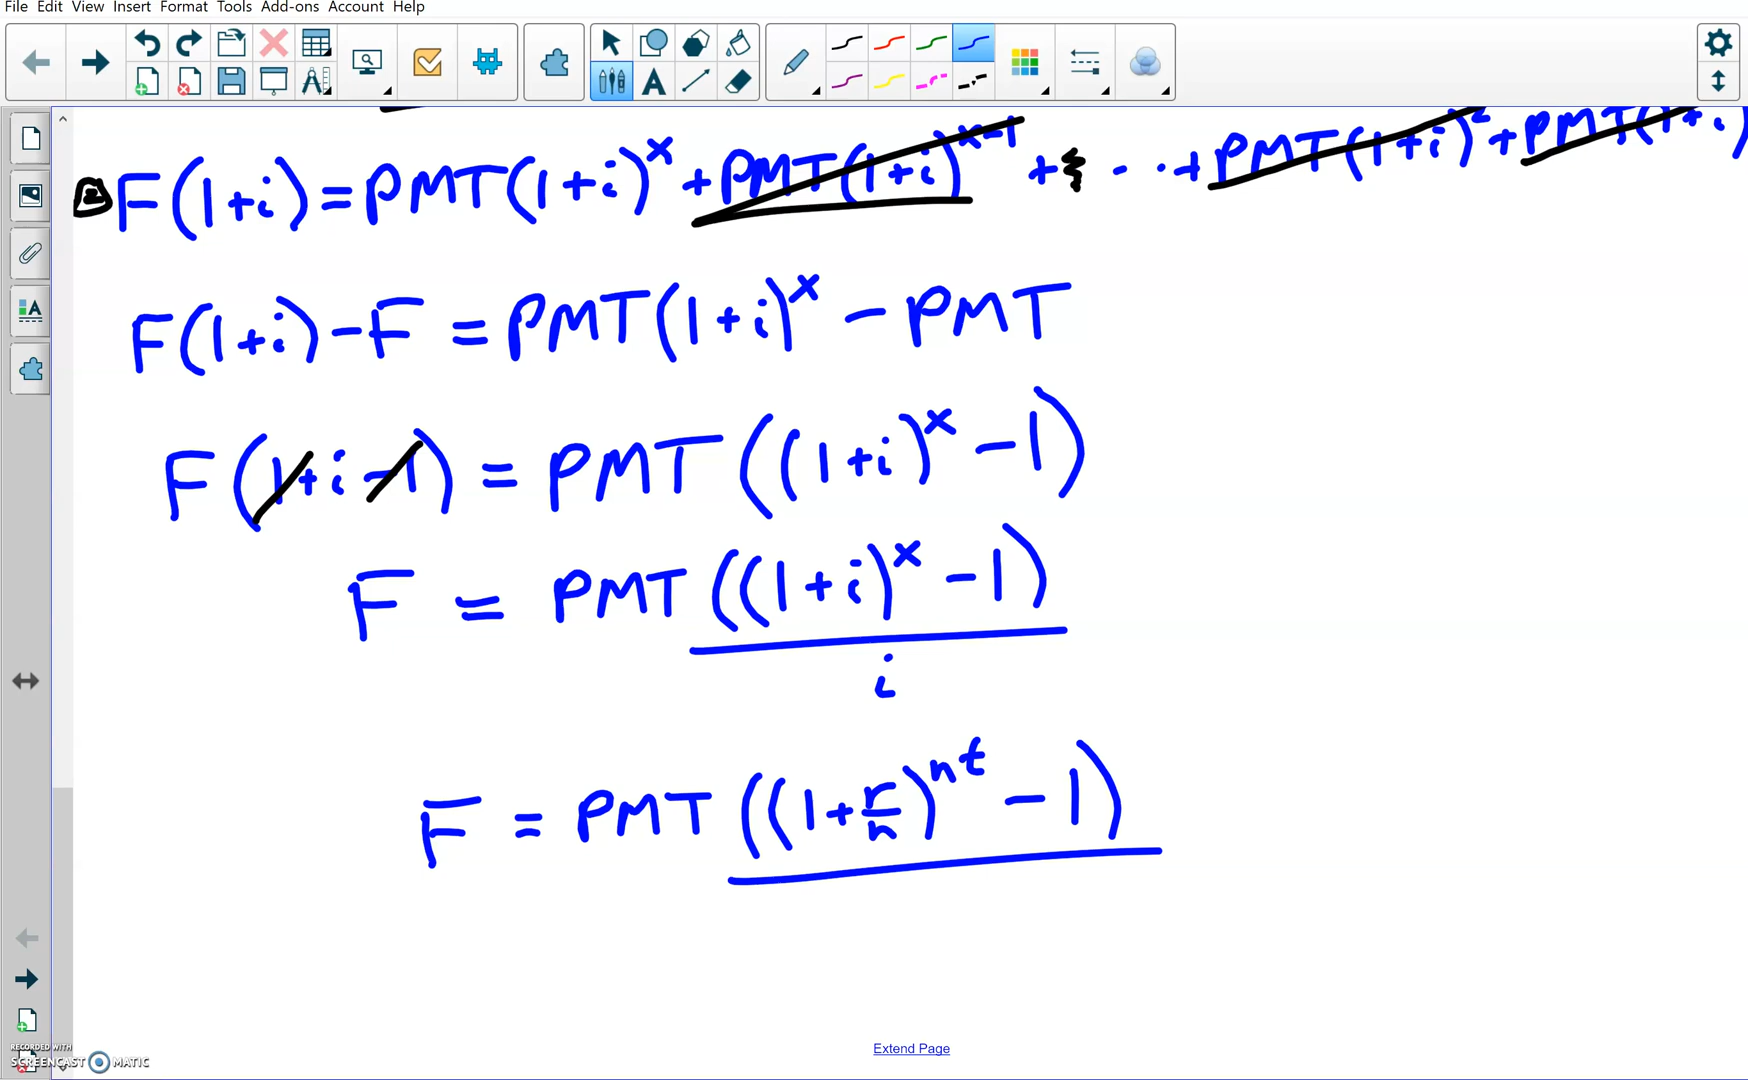 File Edit View Insert Format Tools Add-ons Account Help
2 F(1+i)=PMT(1+i)^x+PMT(1+i)^x-1 + ··+PMT(1+i)^2+PMT(1+i
F(1+i)-F = PMT(1+i)^x - PMT
F(1+i-1) = PMT((1+i)^x -1)
F = PMT((1+i)^x -1)
i
F = PMT((1+r/n)^nt -1)
Extend Page
RECORDED WITH
SCREENCAST MATIC